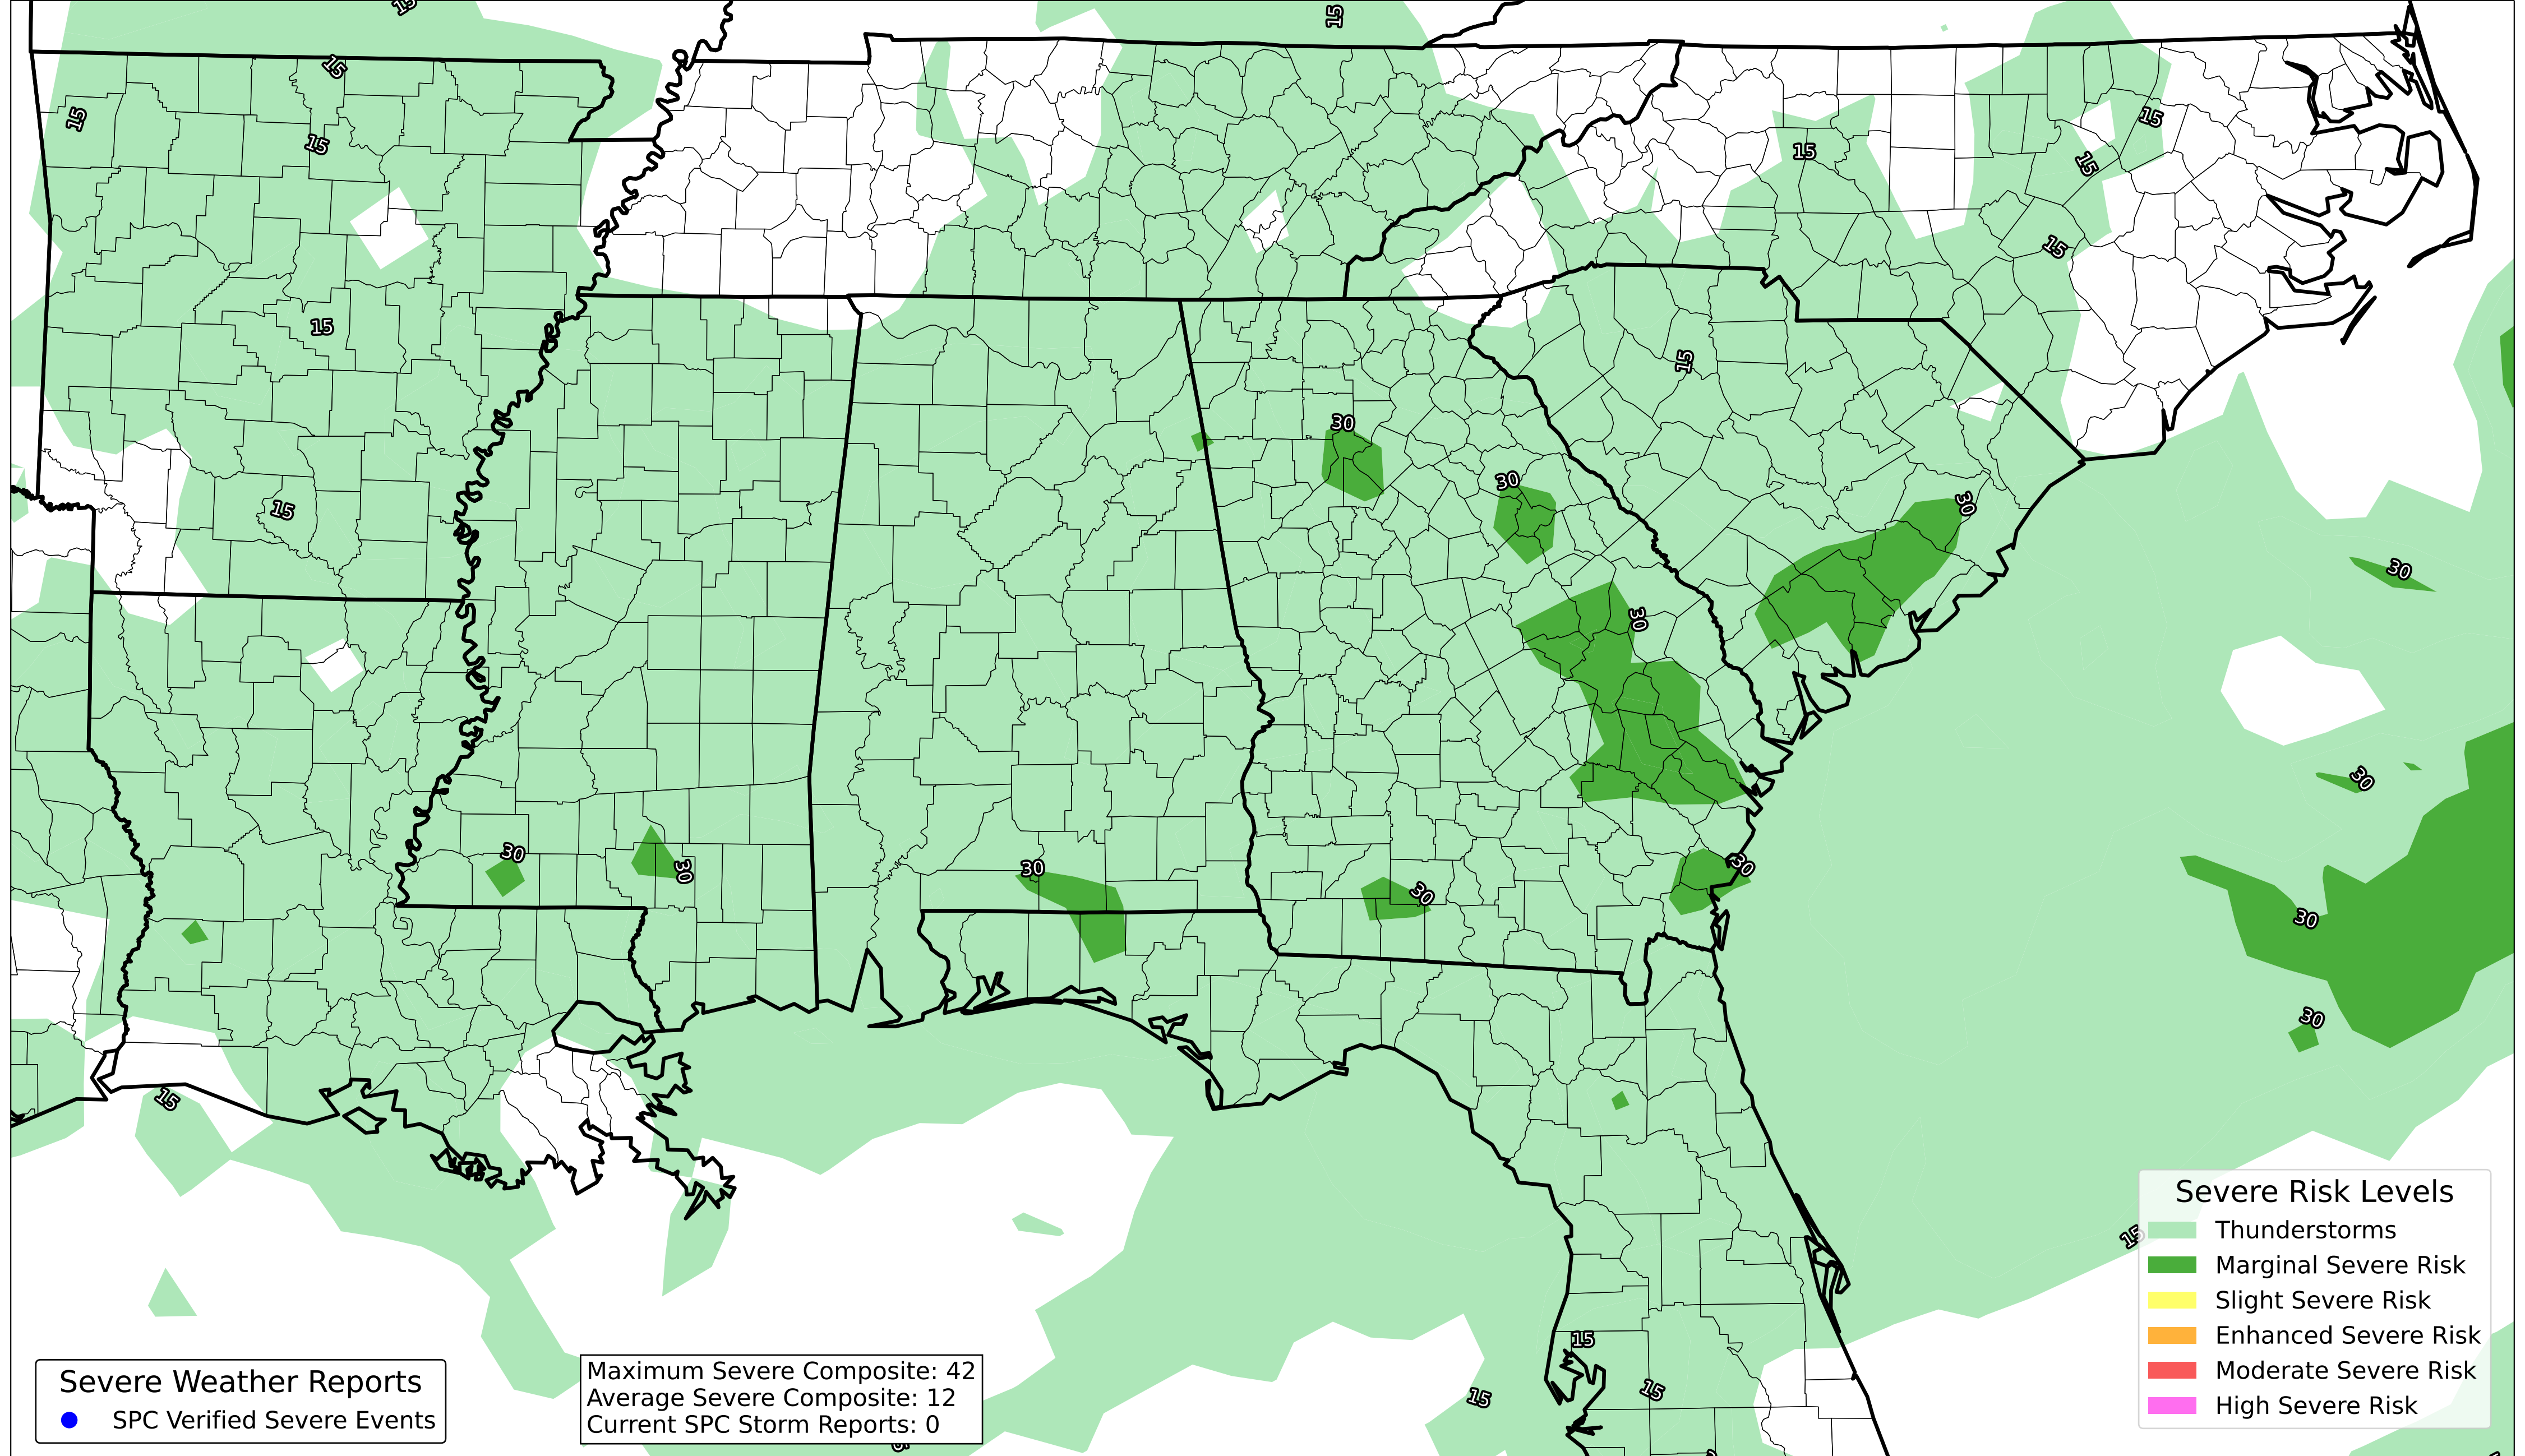 15
15
15
15
15
15
15
15
15
15
15
30
30
15
30
30
30
30
30
30
30
30
30
30
30
15
15
15
15
15
Severe Risk Levels
Thunderstorms
Marginal Severe Risk
Slight Severe Risk
Enhanced Severe Risk
Moderate Severe Risk
High Severe Risk
Severe Weather Reports
SPC Verified Severe Events
Maximum Severe Composite: 42
Average Severe Composite: 12
Current SPC Storm Reports: 0